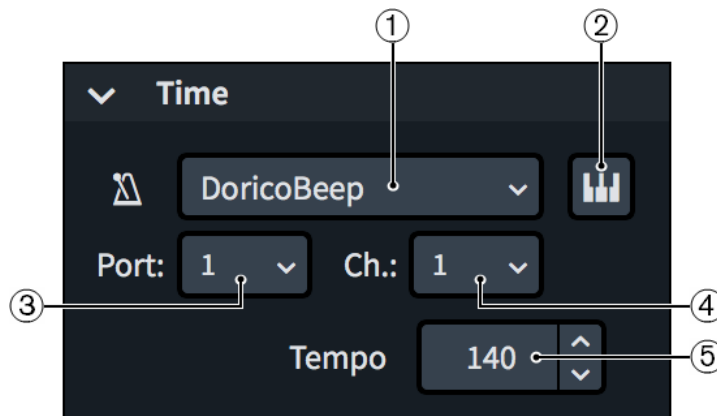 ① ②
Time
DoricoBeep
Port: 1 Ch.: 1
③ ④
Tempo 140 ⑤